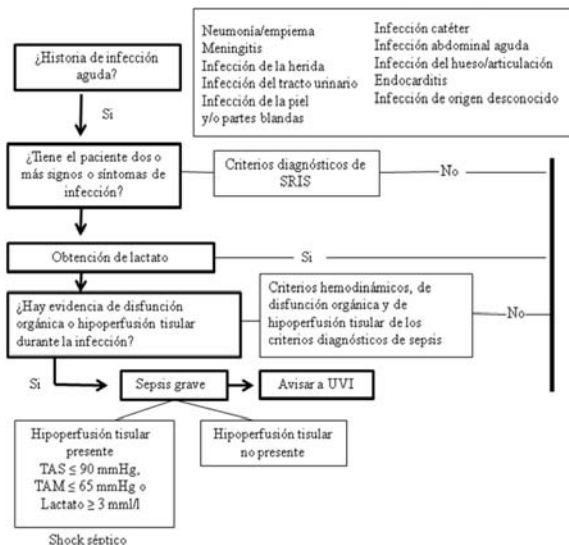 ¿Historia de infección
aguda?
Neumonía/empiema
Meningitis
Infección de la herida
Infección del tracto urinario
Infección de la piel
y/o partes blandas
Infección catéter
Infección abdominal aguda
Infección del hueso/articulación
Endocarditis
Infección de origen desconocido
Si
¿Tiene el paciente dos o
más signos o síntomas de
infección?
Criterios diagnósticos de
SRIS
No
Obtención de lactato
Si
¿Hay evidencia de disfunción
orgánica o hipoperfusión tisular
durante la infección?
Criterios hemodinámicos, de
disfunción orgánica y de
hipoperfusión tisular de los
criterios diagnósticos de sepsis
No
Si
Sepsis grave
Avisar a UVI
Hipoperfusión tisular
presente
TAS ≤ 90 mmHg,
TAM ≤ 65 mmHg o
Lactato ≥ 3 mml/l
Hipoperfusión tisular
no presente
Shock séptico